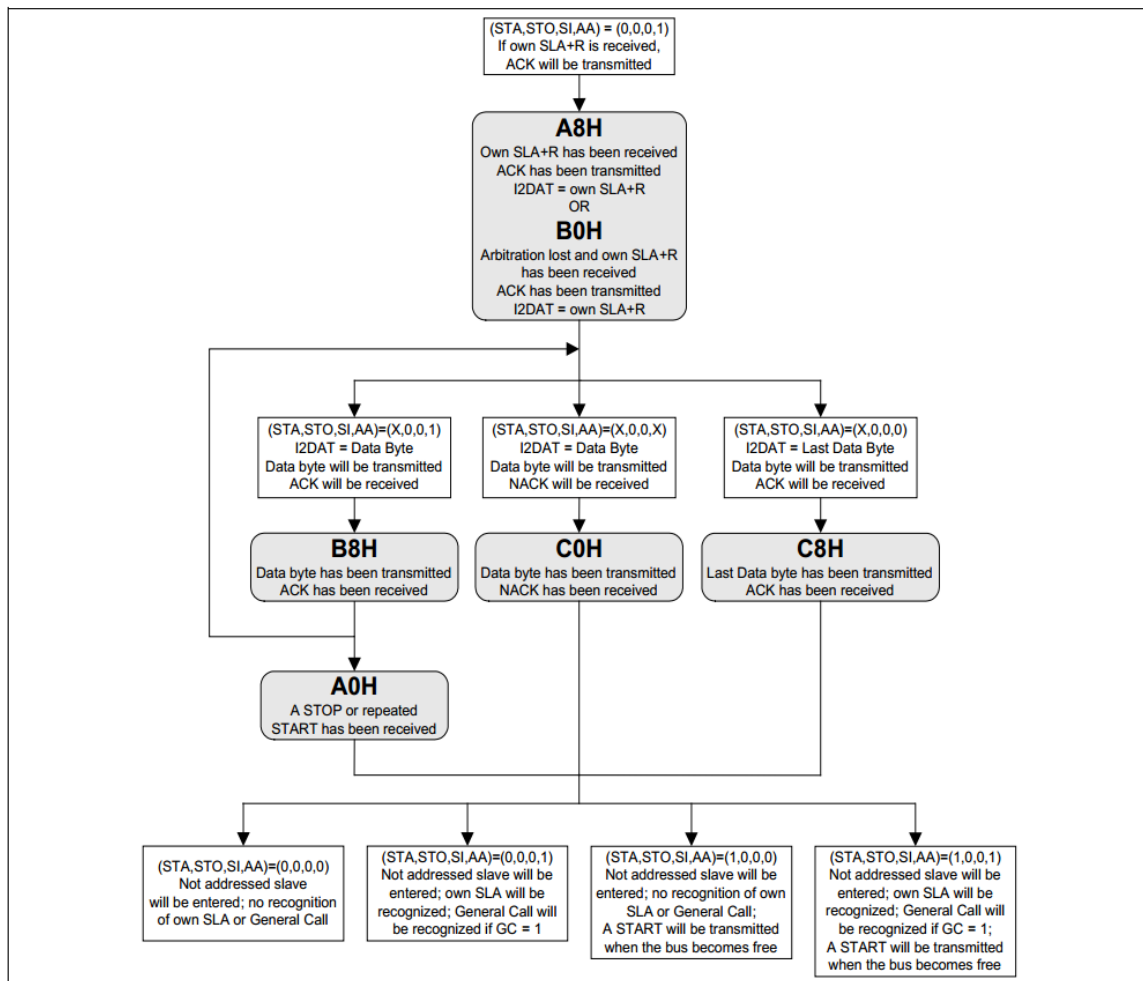 (STA,STO,SI,AA) = (0,0,0,1)
If own SLA+R is received,
ACK will be transmitted
A8H
Own SLA+R has been received
ACK has been transmitted
I2DAT = own SLA+R
OR
B0H
Arbitration lost and own SLA+R
has been received
ACK has been transmitted
I2DAT = own SLA+R
(STA,STO,SI,AA)=(X,0,0,1)
I2DAT = Data Byte
Data byte will be transmitted
ACK will be received
(STA,STO,SI,AA)=(X,0,0,X)
I2DAT = Data Byte
Data byte will be transmitted
NACK will be received
(STA,STO,SI,AA)=(X,0,0,0)
I2DAT = Last Data Byte
Data byte will be transmitted
ACK will be received
B8H
Data byte has been transmitted
ACK has been received
C0H
Data byte has been transmitted
NACK has been received
C8H
Last Data byte has been transmitted
ACK has been received
A0H
A STOP or repeated
START has been received
(STA,STO,SI,AA)=(0,0,0,0)
Not addressed slave
will be entered; no recognition
of own SLA or General Call
(STA,STO,SI,AA)=(0,0,0,1)
Not addressed slave will be
entered; own SLA will be
recognized; General Call will
be recognized if GC = 1
(STA,STO,SI,AA)=(1,0,0,0)
Not addressed slave will be
entered; no recognition of own
SLA or General Call;
A START will be transmitted
when the bus becomes free
(STA,STO,SI,AA)=(1,0,0,1)
Not addressed slave will be
entered; own SLA will be
recognized; General Call will
be recognized if GC = 1;
A START will be transmitted
when the bus becomes free